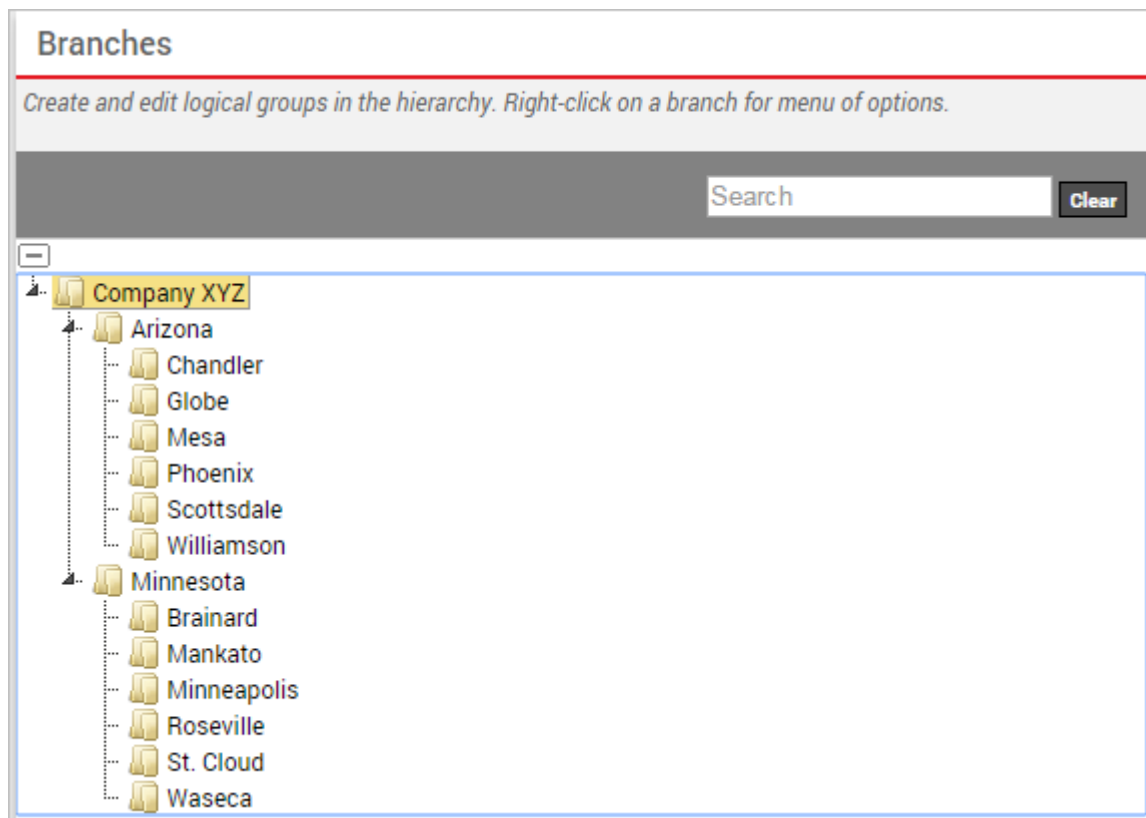 Branches
Create and edit logical groups in the hierarchy. Right-click on a branch for menu of options.
Search
Clear
Company XYZ
Arizona
Chandler
Globe
Mesa
Phoenix
Scottsdale
Williamson
Minnesota
Brainard
Mankato
Minneapolis
Roseville
St. Cloud
Waseca